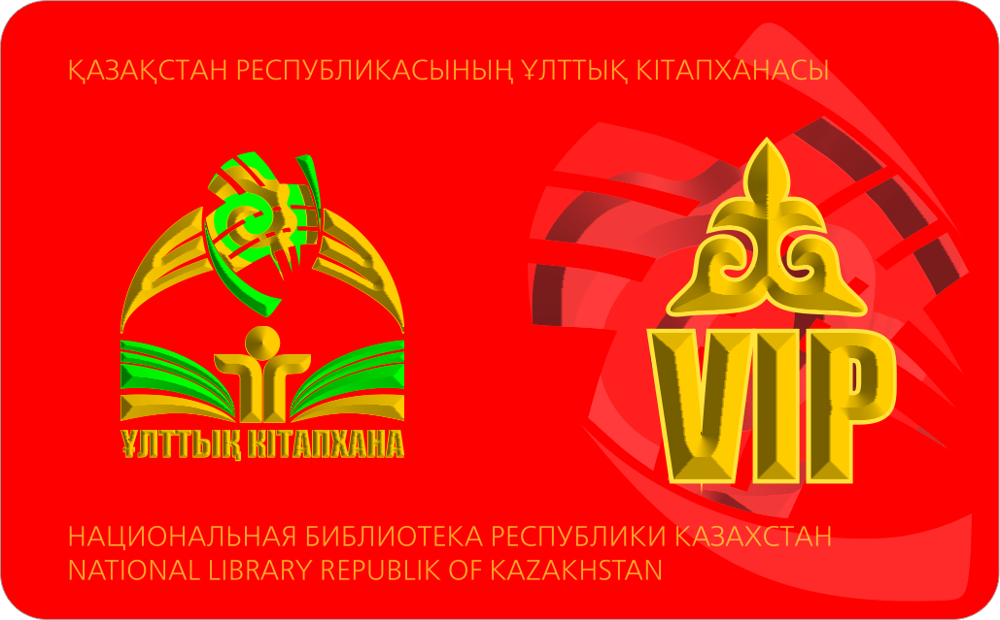 ҚАЗАҚСТАН РЕСПУБЛИКАСЫНЫҢ ҰЛТТЫҚ КІТАПХАНАСЫ
VIP
ҰЛТТЫҚ КІТАПХАНА
НАЦИОНАЛЬНАЯ БИБЛИОТЕКА РЕСПУБЛИКИ КАЗАХСТАН
NATIONAL LIBRARY REPUBLIK OF KAZAKHSTAN